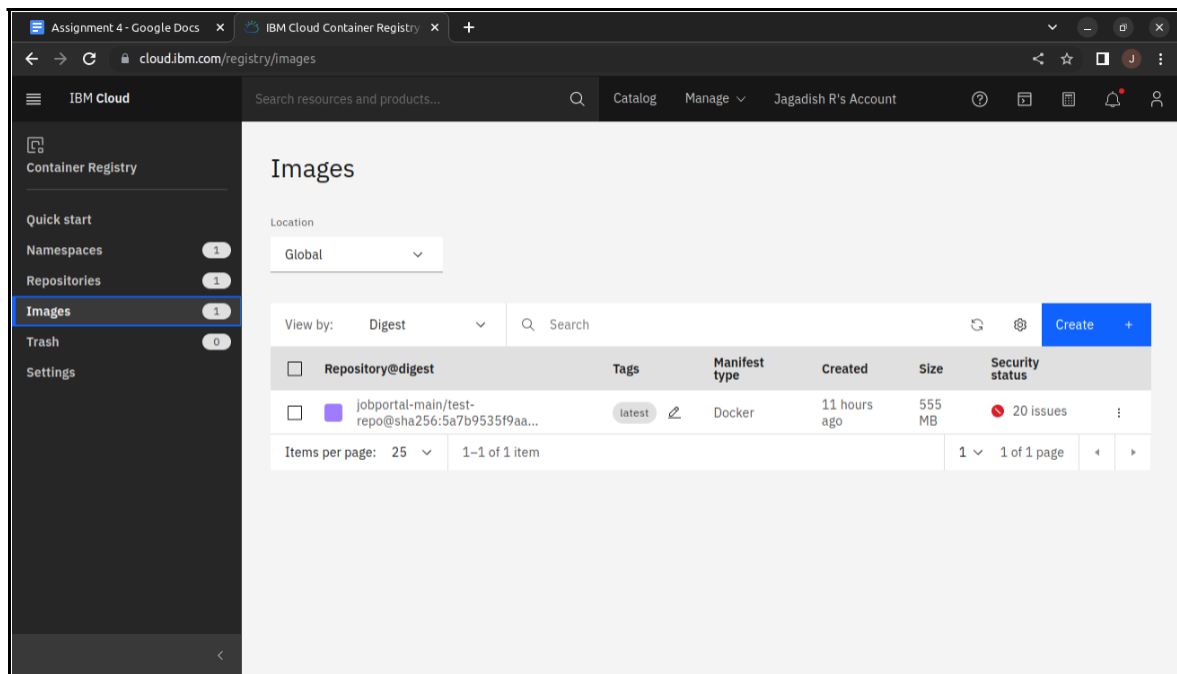 Assignment 4 - Google Docs
IBM Cloud Container Registry
cloud.ibm.com/registry/images
J
IBM Cloud
Search resources and products...
Catalog
Manage
Jagadish R's Account
Container Registry
Quick start
Namespaces 1
Repositories 1
Images 1
Trash 0
Settings
Images
Location
Global
View by: Digest
Search
Create +
Repository@digest Tags Manifest type Created Size Security status
jobportal-main/test-
repo@sha256:5a7b9535f9aa...
latest
Docker
11 hours
ago
555
MB
20 issues
Items per page: 25
1–1 of 1 item
1
1 of 1 page